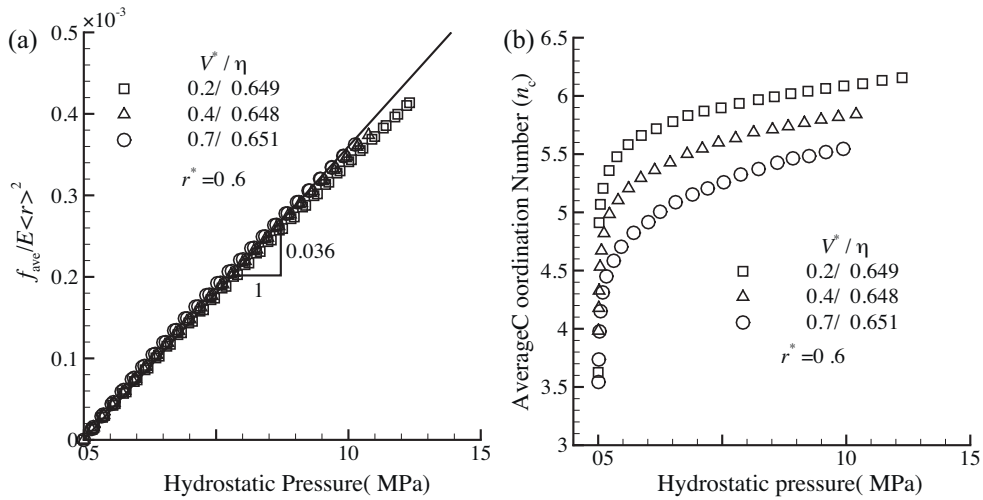 (a)
×10⁻³
0.5
0.4
0.3
0.2
0.1
0
f_ave/E<r>²
V*/ η
0.2/ 0.649
0.4/ 0.648
0.7/ 0.651
r* =0 .6
0.036
1
05 10 15
Hydrostatic Pressure( MPa)
(b)
6.5
6
5.5
5
4.5
4
3.5
3
AverageC oordination Number (n_c)
V*/ η
0.2/ 0.649
0.4/ 0.648
0.7/ 0.651
r* =0 .6
05 10 15
Hydrostatic pressure( MPa)